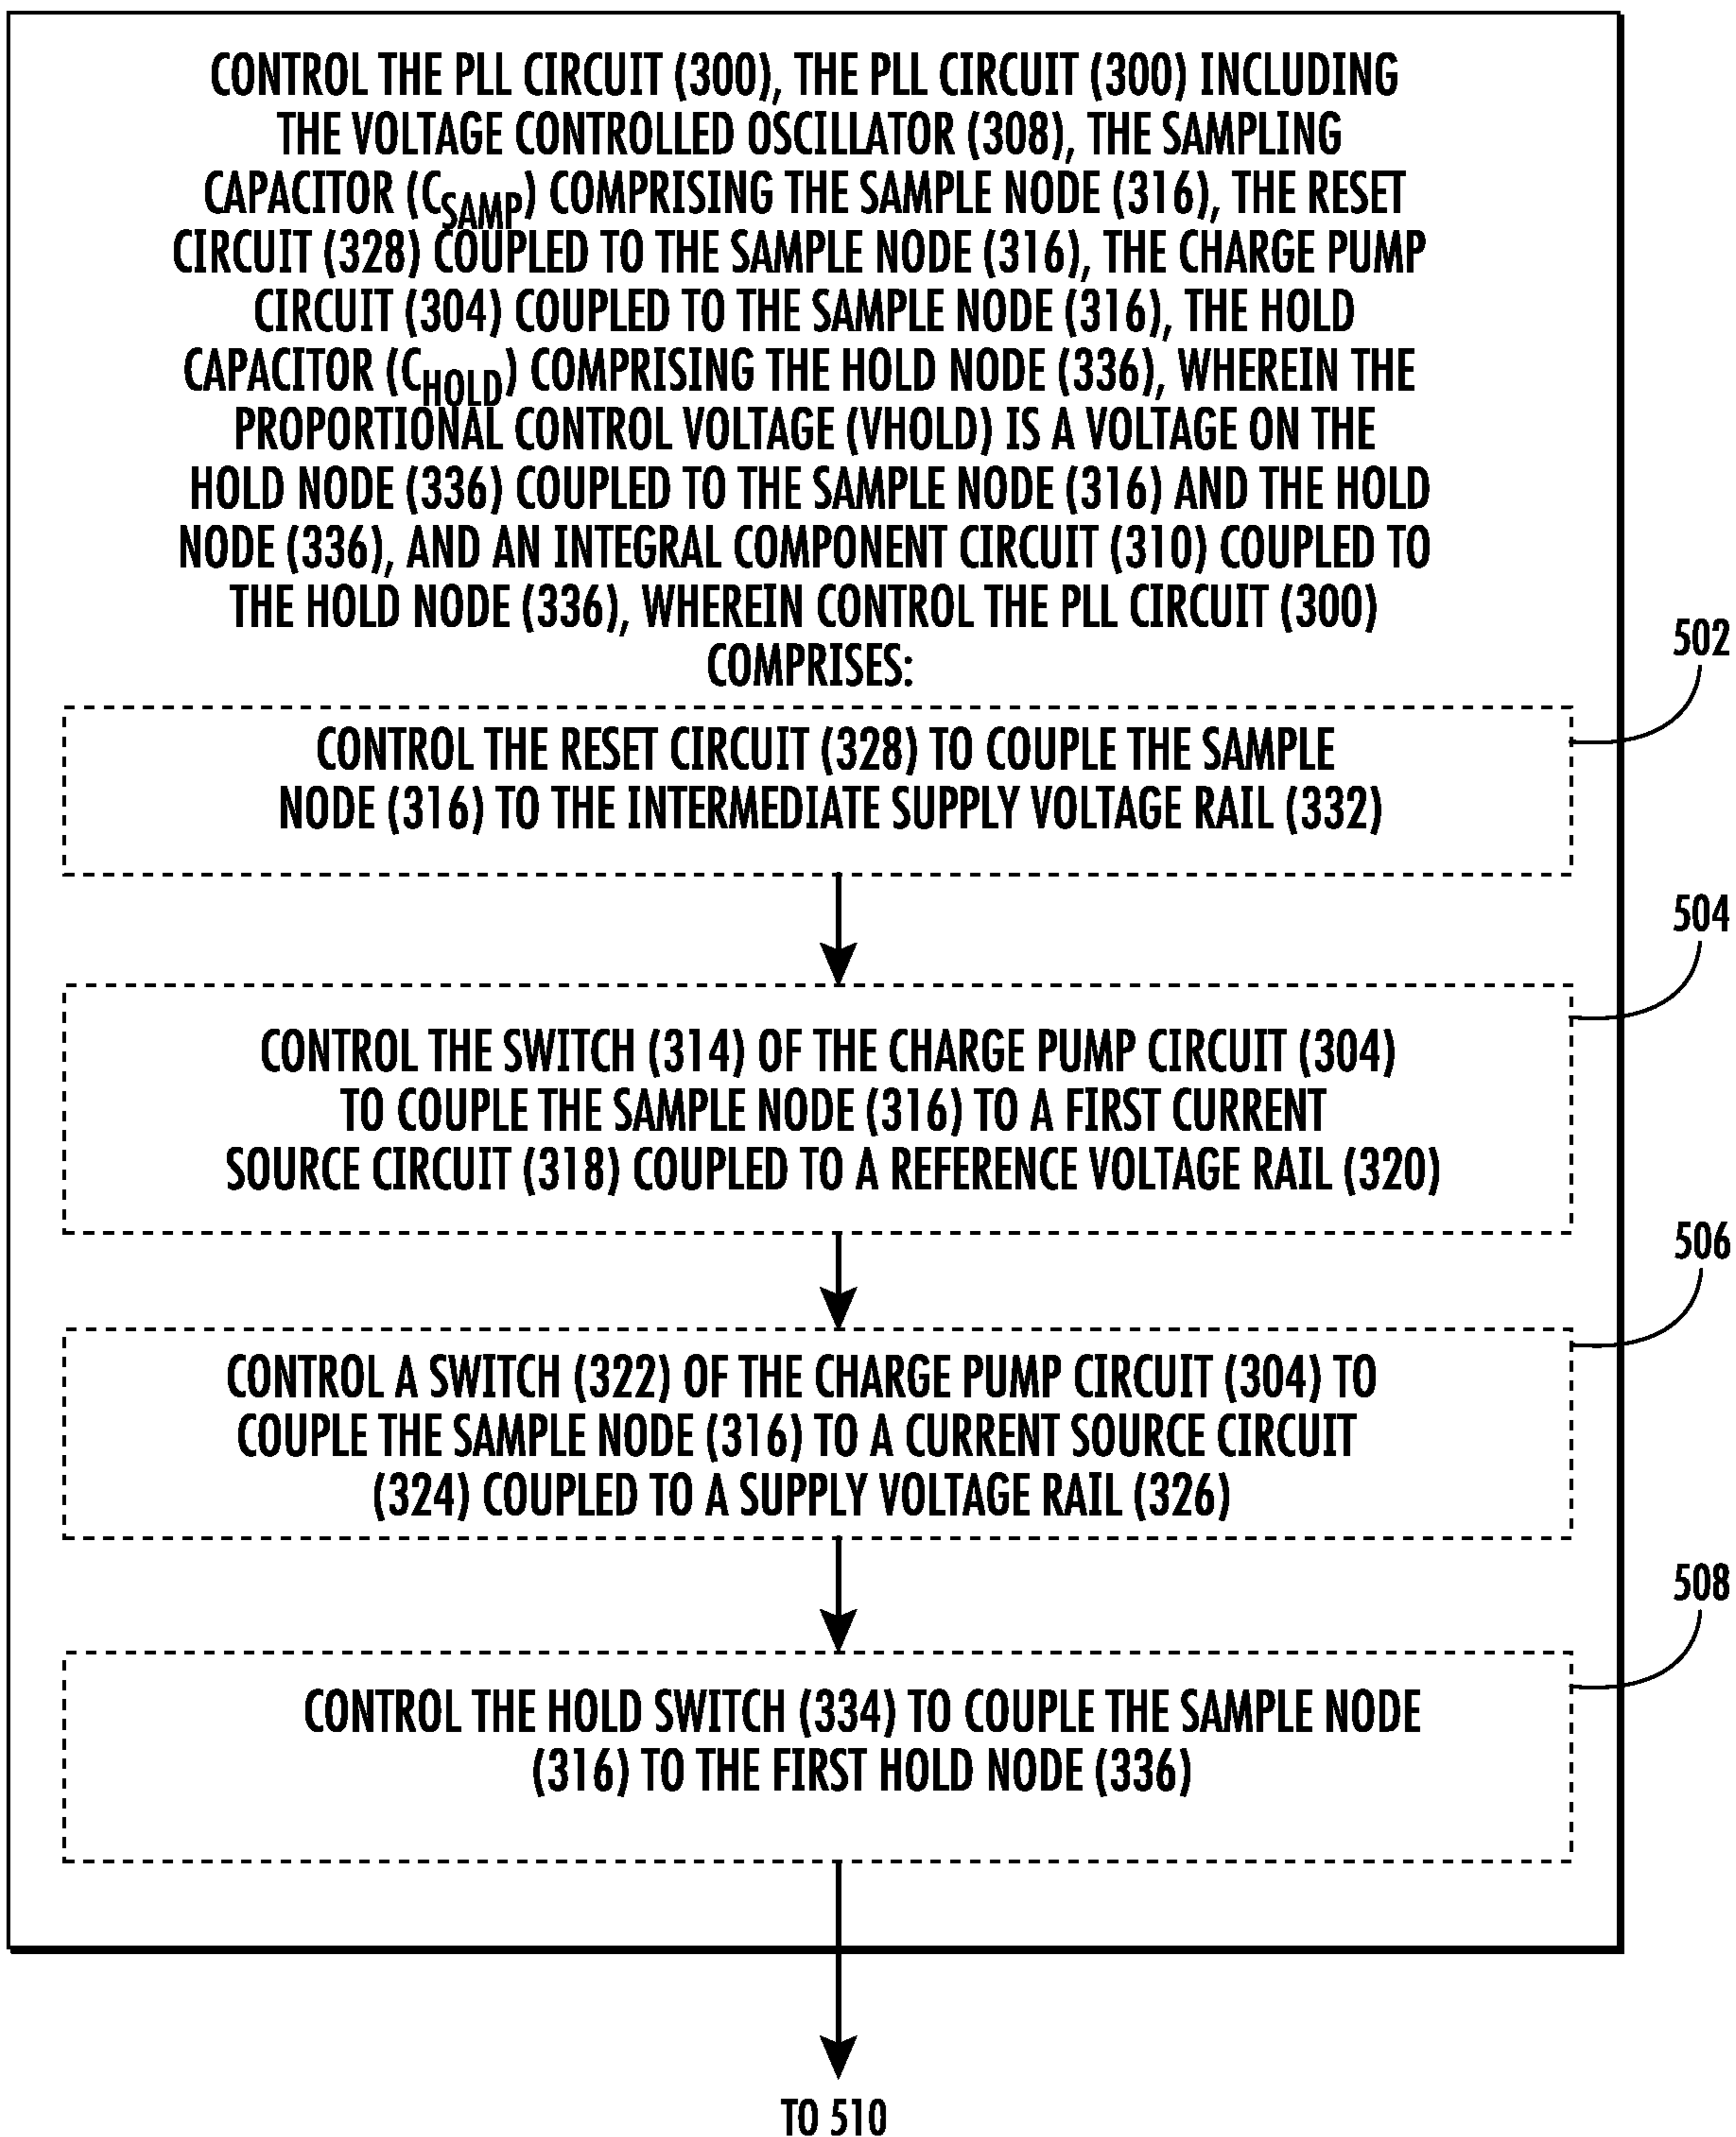 CONTROL THE PLL CIRCUIT (300), THE PLL CIRCUIT (300) INCLUDING
THE VOLTAGE CONTROLLED OSCILLATOR (308), THE SAMPLING
CAPACITOR (CSAMP) COMPRISING THE SAMPLE NODE (316), THE RESET
CIRCUIT (328) COUPLED TO THE SAMPLE NODE (316), THE CHARGE PUMP
CIRCUIT (304) COUPLED TO THE SAMPLE NODE (316), THE HOLD
CAPACITOR (CHOLD) COMPRISING THE HOLD NODE (336), WHEREIN THE
PROPORTIONAL CONTROL VOLTAGE (VHOLD) IS A VOLTAGE ON THE
HOLD NODE (336) COUPLED TO THE SAMPLE NODE (316) AND THE HOLD
NODE (336), AND AN INTEGRAL COMPONENT CIRCUIT (310) COUPLED TO
THE HOLD NODE (336), WHEREIN CONTROL THE PLL CIRCUIT (300)
COMPRISES:
502
CONTROL THE RESET CIRCUIT (328) TO COUPLE THE SAMPLE
NODE (316) TO THE INTERMEDIATE SUPPLY VOLTAGE RAIL (332)
504
CONTROL THE SWITCH (314) OF THE CHARGE PUMP CIRCUIT (304)
TO COUPLE THE SAMPLE NODE (316) TO A FIRST CURRENT
SOURCE CIRCUIT (318) COUPLED TO A REFERENCE VOLTAGE RAIL (320)
506
CONTROL A SWITCH (322) OF THE CHARGE PUMP CIRCUIT (304) TO
COUPLE THE SAMPLE NODE (316) TO A CURRENT SOURCE CIRCUIT
(324) COUPLED TO A SUPPLY VOLTAGE RAIL (326)
508
CONTROL THE HOLD SWITCH (334) TO COUPLE THE SAMPLE NODE
(316) TO THE FIRST HOLD NODE (336)
TO 510